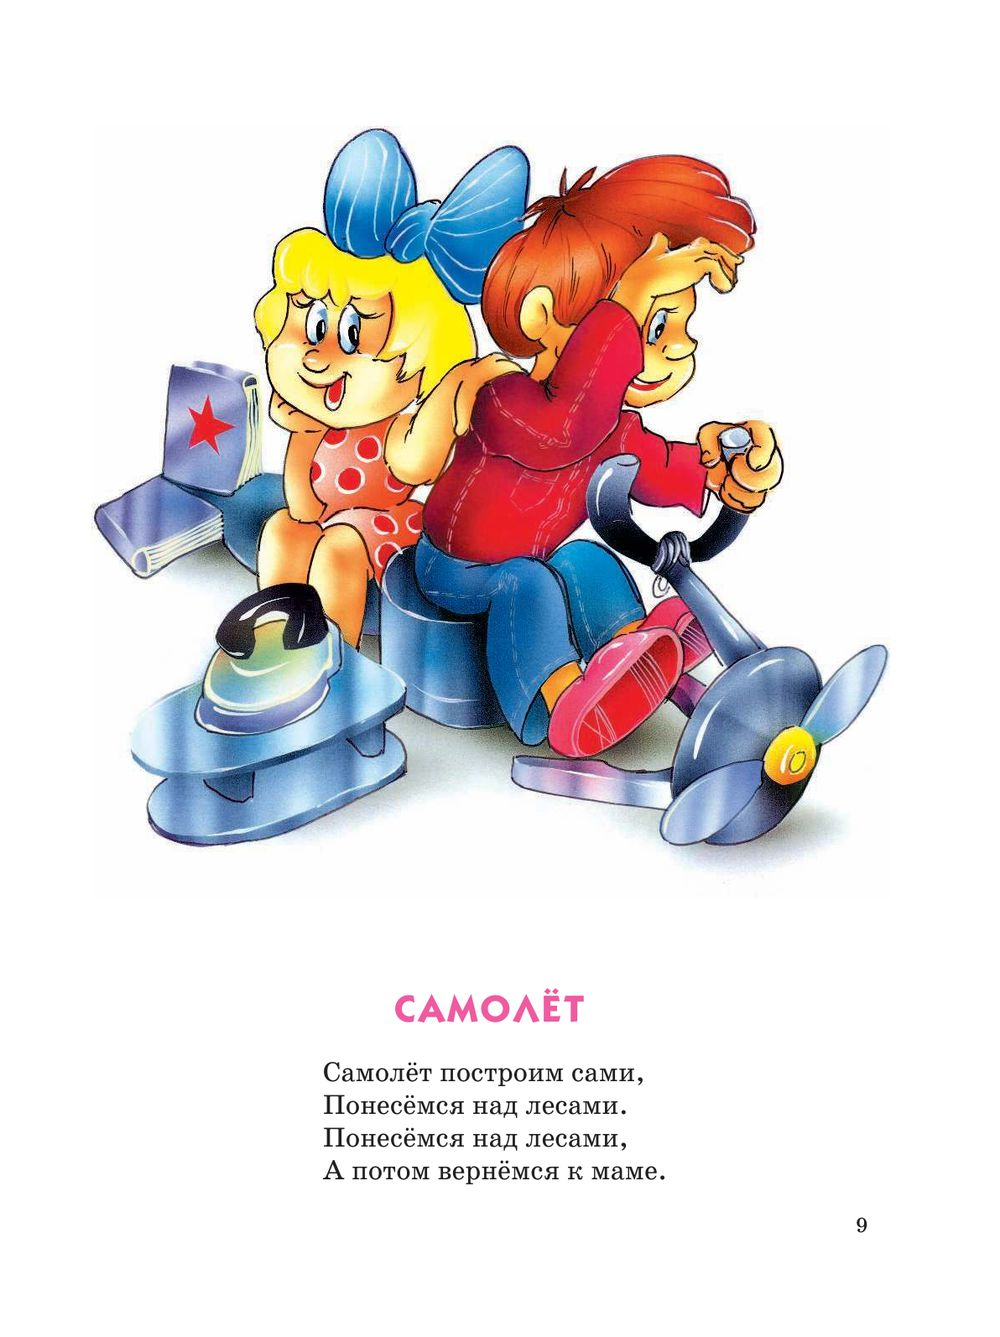 САМОЛЁТ
Самолёт построим сами,
Понесёмся над лесами.
Понесёмся над лесами,
А потом вернёмся к маме.
9